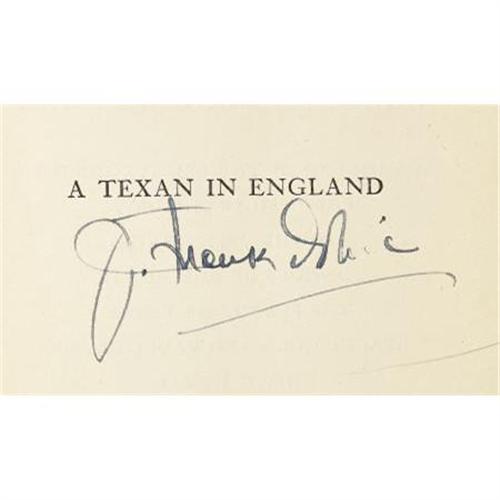 A TEXAN IN ENGLAND
J. Frank Dobie